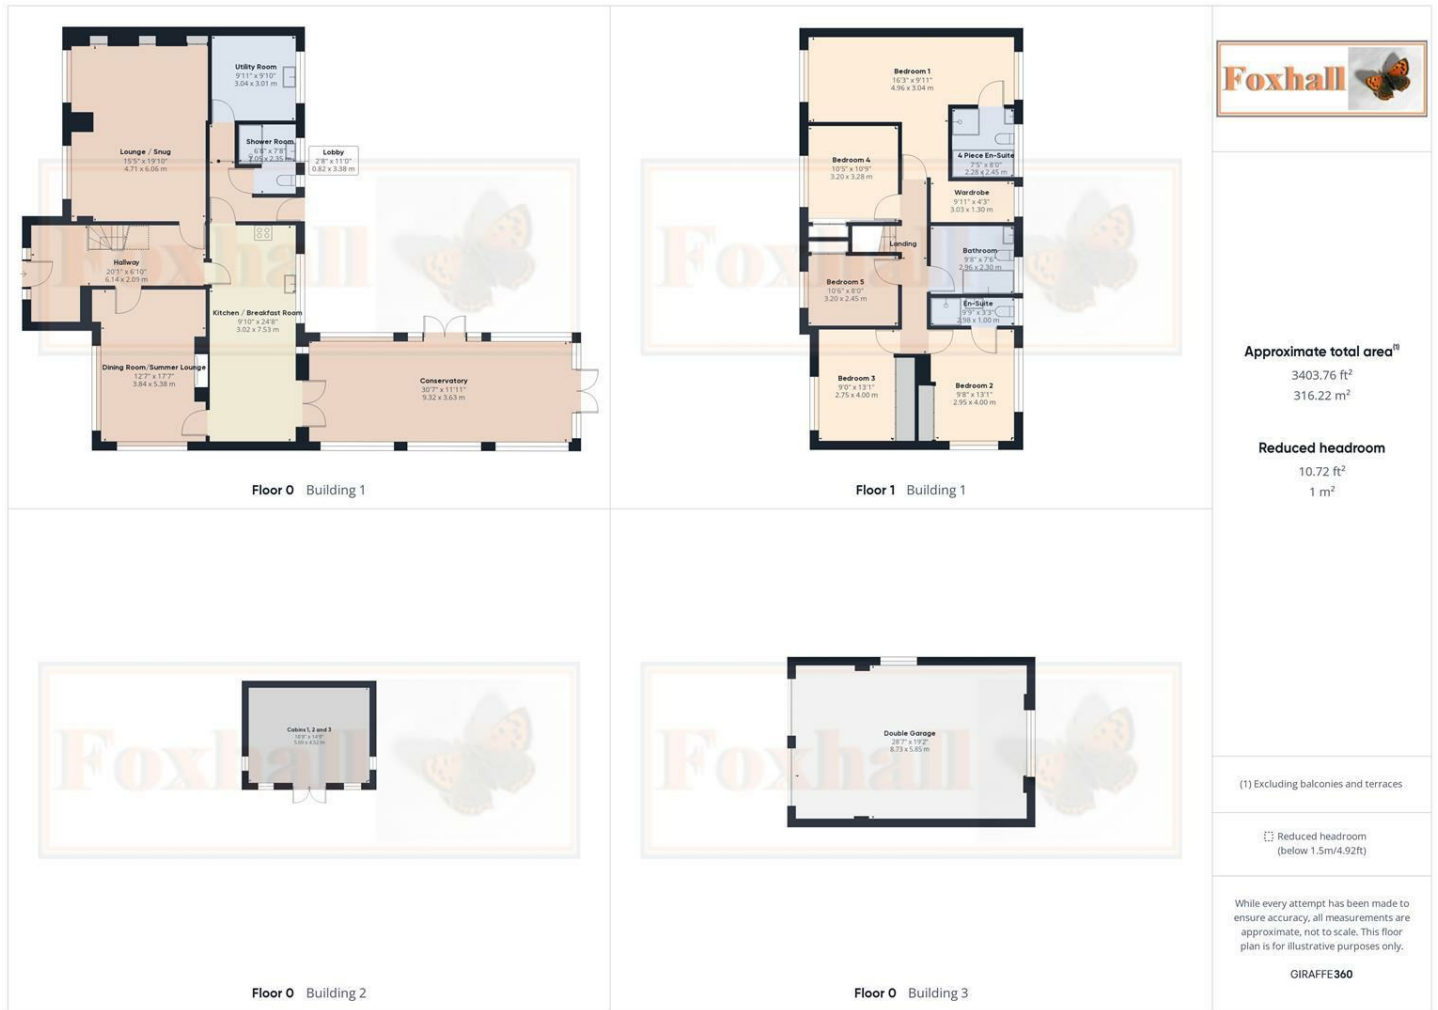 Utility Room
9'11" x 9'10"
3.04 x 3.01 m
Shower Room
6'8" x 7'8"
2.05 x 2.35 m
Lobby
2'8" x 11'0"
0.82 x 3.38 m
Lounge / Snug
15'5" x 19'10"
4.71 x 6.06 m
Hallway
20'1" x 6'10"
6.14 x 2.09 m
Kitchen / Breakfast Room
9'10" x 24'8"
3.02 x 7.53 m
Dining Room/Summer Lounge
12'7" x 17'7"
3.84 x 5.38 m
Conservatory
30'7" x 11'11"
9.32 x 3.63 m
Foxhall
Floor 0 Building 1
Bedroom 1
16'3" x 9'11"
4.96 x 3.04 m
4 Piece En-Suite
7'5" x 8'0"
2.28 x 2.45 m
Bedroom 4
10'5" x 10'9"
3.20 x 3.28 m
Wardrobe
9'11" x 4'3"
3.03 x 1.30 m
Landing
Bathroom
9'8" x 7'6"
2.96 x 2.30 m
Bedroom 5
10'6" x 8'0"
3.20 x 2.45 m
En-Suite
9'9" x 3'3"
2.98 x 1.00 m
Bedroom 3
9'0" x 13'1"
2.75 x 4.00 m
Bedroom 2
9'8" x 13'1"
2.95 x 4.00 m
Foxhall
Floor 1 Building 1
Cabins 1, 2 and 3
Foxhall
Floor 0 Building 2
Double Garage
28'7" x 19'2"
8.73 x 5.85 m
Foxhall
Floor 0 Building 3
Foxhall
Approximate total area(1)
3403.76 ft²
316.22 m²
Reduced headroom
10.72 ft²
1 m²
(1) Excluding balconies and terraces
Reduced headroom
(below 1.5m/4.92ft)
While every attempt has been made to
ensure accuracy, all measurements are
approximate, not to scale. This floor
plan is for illustrative purposes only.
GIRAFFE360